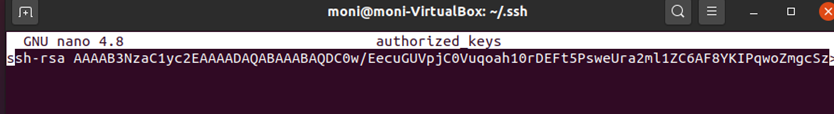 moni@moni-VirtualBox: ~/.ssh
GNU nano 4.8 authorized_keys
ssh-rsa AAAAB3NzaC1yc2EAAAADAQABAAABAQDC0w/EecuGUVpjC0Vuqoah10rDEFt5PsweUra2ml1ZC6AF8YKIPqwoZmgcSz>